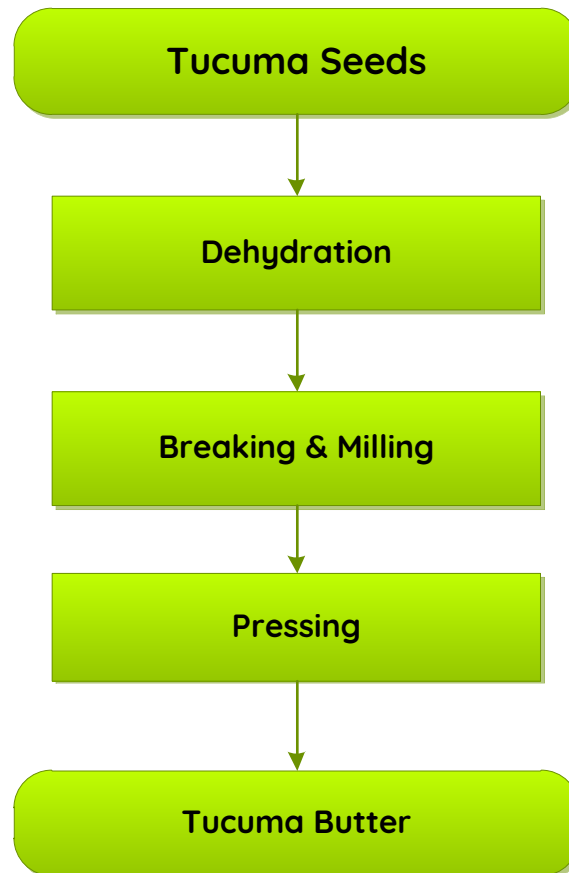 Tucuma Seeds
Dehydration
Breaking & Milling
Pressing
Tucuma Butter